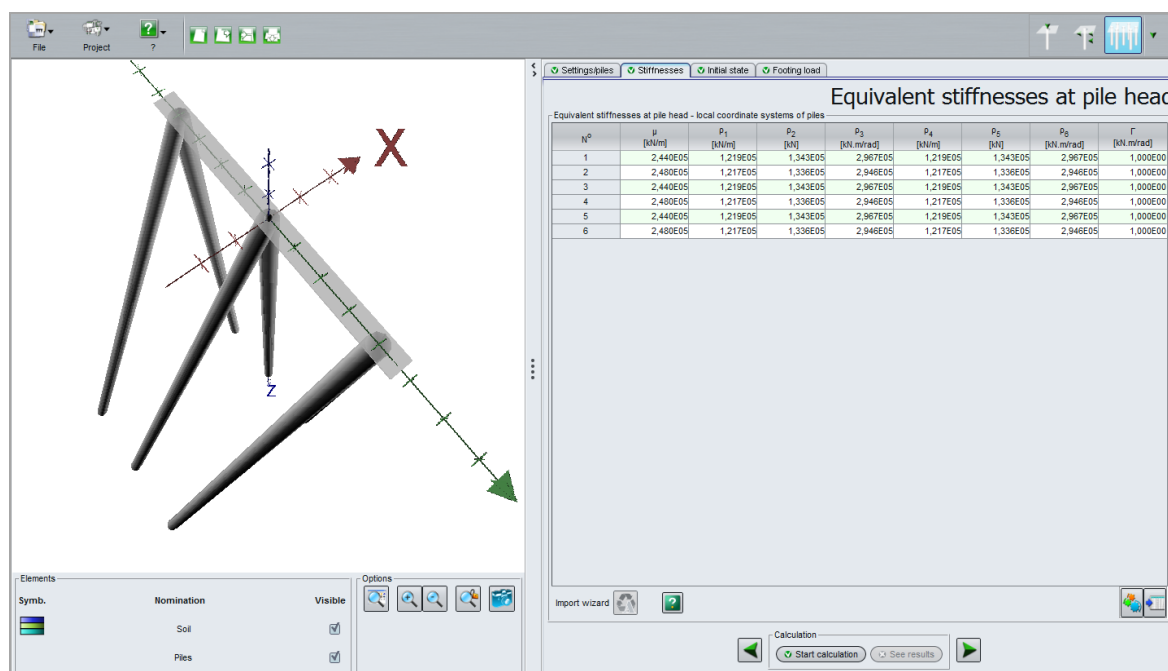 File
Project
?
Settings/piles
Stiffnesses
Initial state
Footing load
Equivalent stiffnesses at pile head
Equivalent stiffnesses at pile head - local coordinate systems of piles
N° μ [kN/m] ρ1 [kN/m] ρ2 [kN] ρ3 [kN.m/rad] ρ4 [kN/m] ρ5 [kN] ρ6 [kN.m/rad] Γ [kN.m/rad]
1 2,440E05 1,219E05 1,343E05 2,967E05 1,219E05 1,343E05 2,967E05 1,000E00
2 2,480E05 1,217E05 1,336E05 2,946E05 1,217E05 1,336E05 2,946E05 1,000E00
3 2,440E05 1,219E05 1,343E05 2,967E05 1,219E05 1,343E05 2,967E05 1,000E00
4 2,480E05 1,217E05 1,336E05 2,946E05 1,217E05 1,336E05 2,946E05 1,000E00
5 2,440E05 1,219E05 1,343E05 2,967E05 1,219E05 1,343E05 2,967E05 1,000E00
6 2,480E05 1,217E05 1,336E05 2,946E05 1,217E05 1,336E05 2,946E05 1,000E00
X
Z
Elements
Symb. Nomination Visible
Soil
Piles
Options
Import wizard
?
Calculation
Start calculation
See results